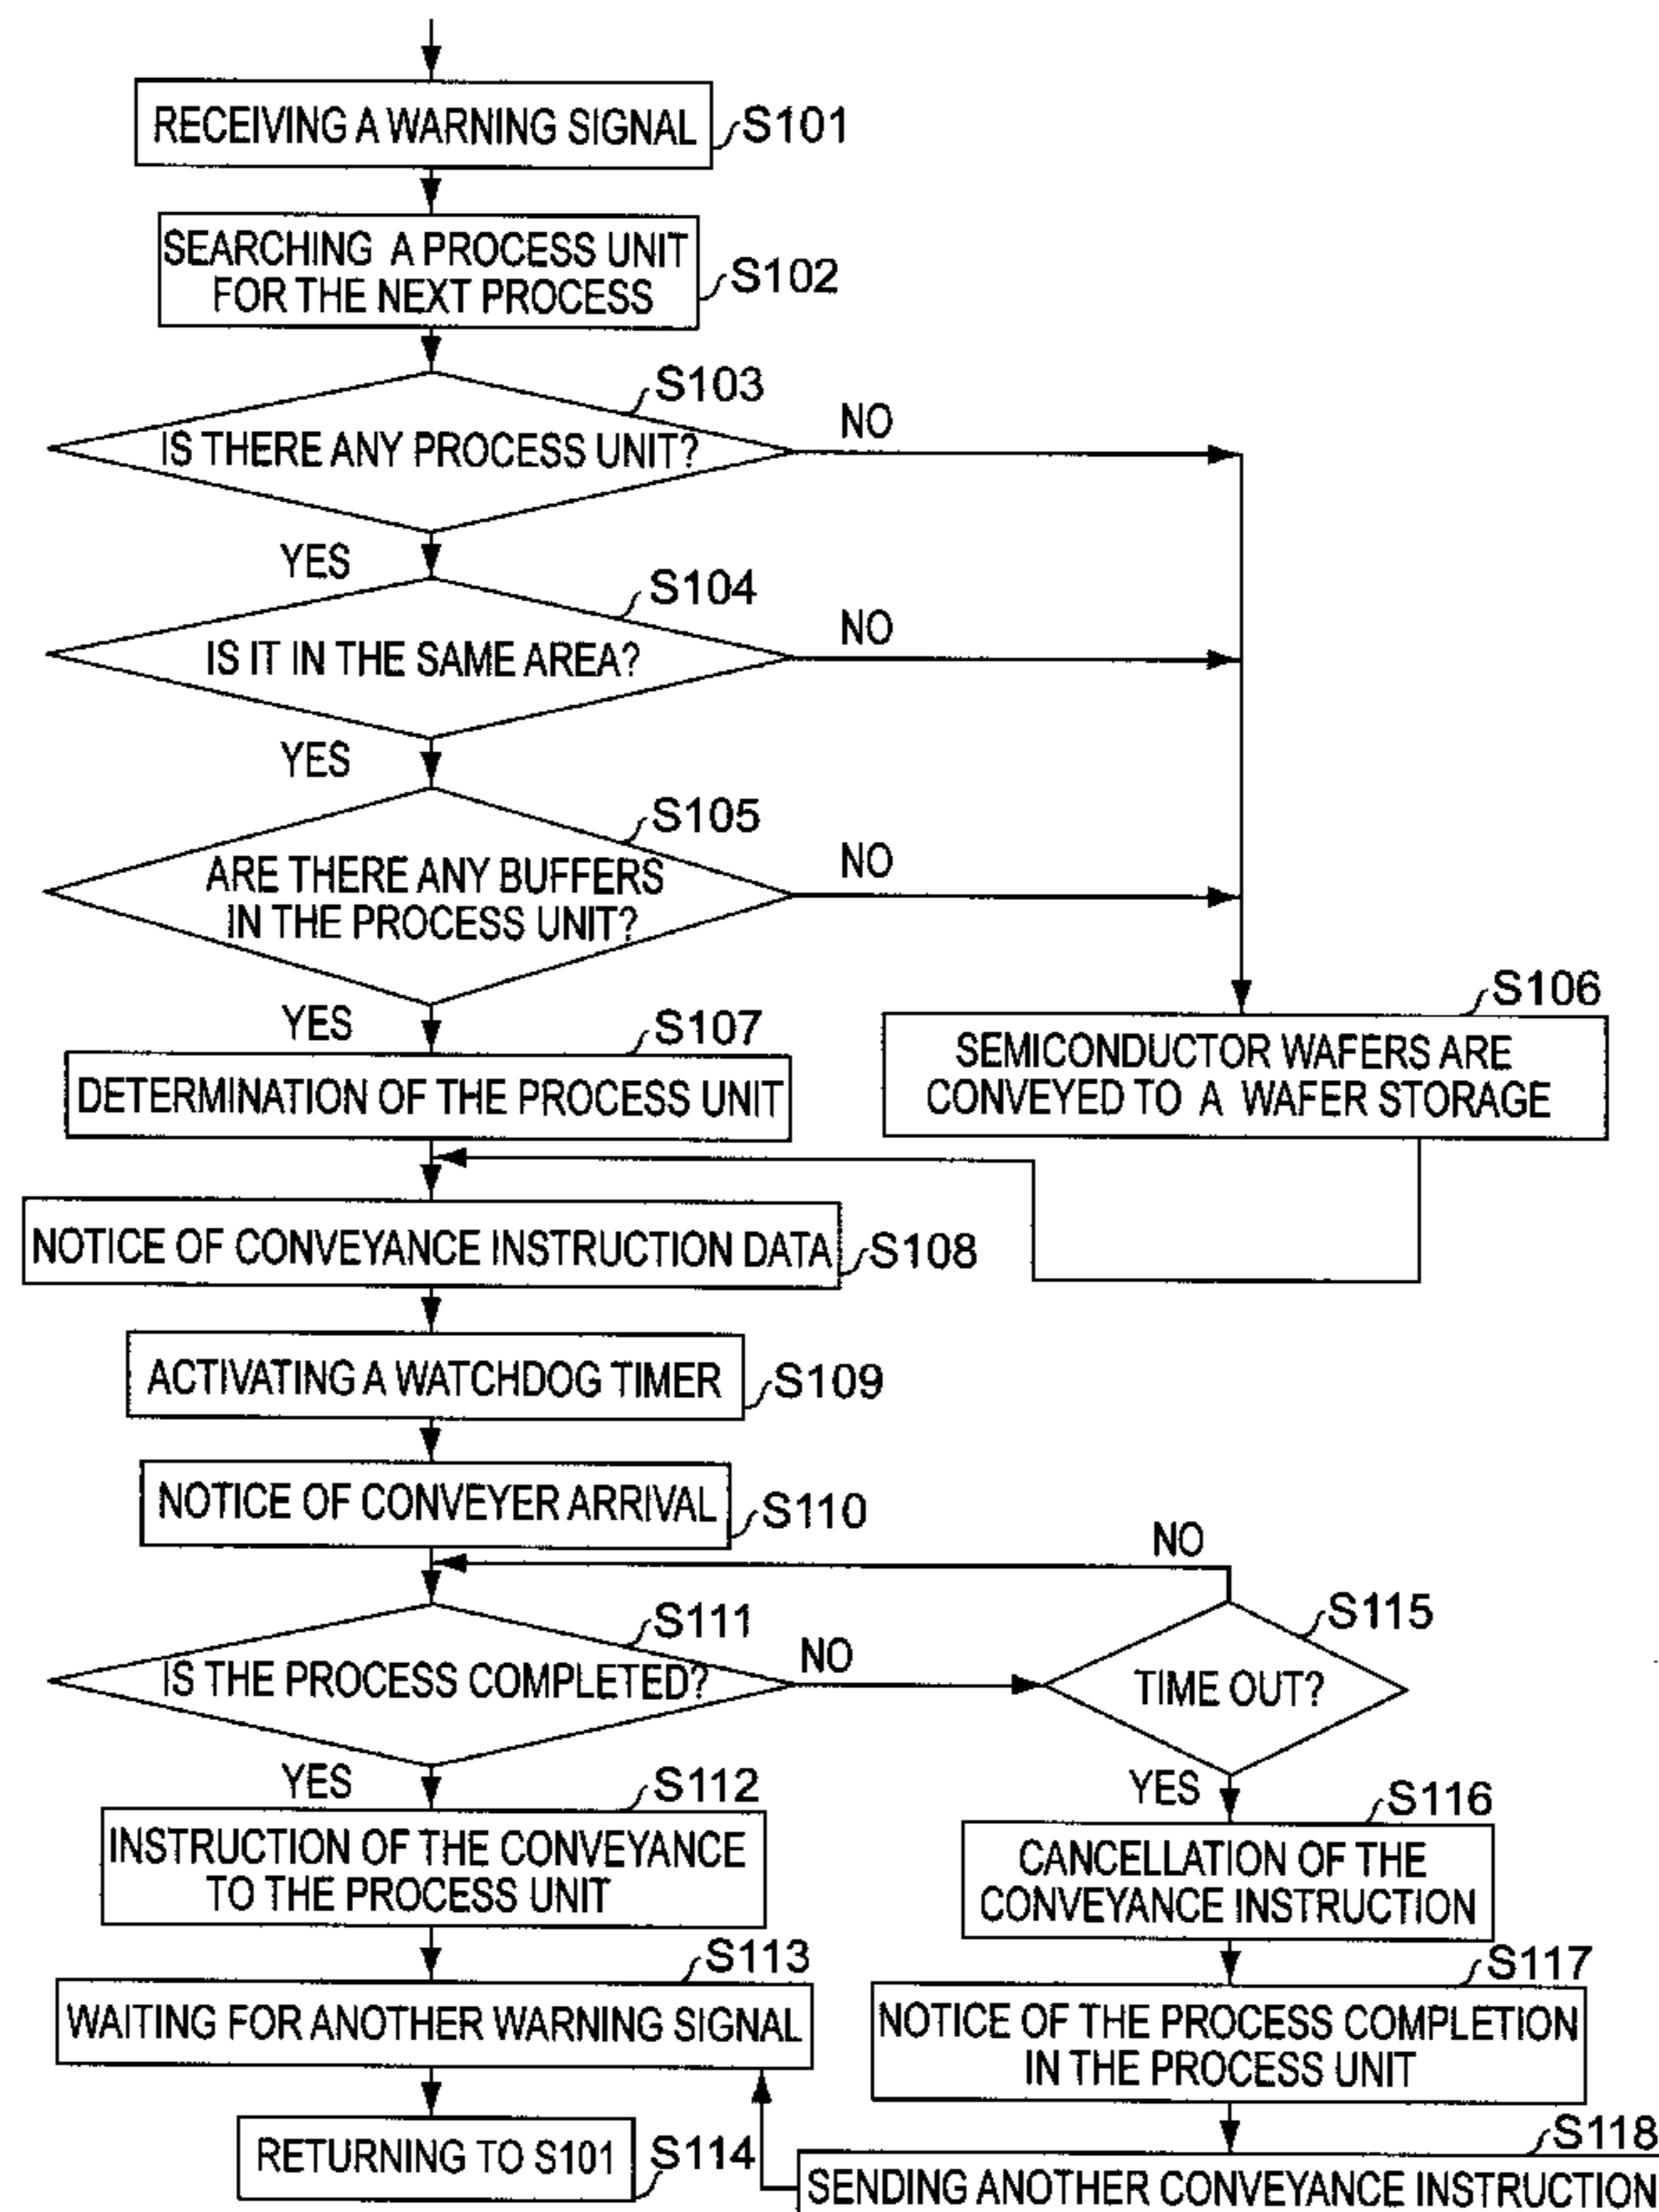 RECEIVING A WARNING SIGNAL
S101
SEARCHING A PROCESS UNIT
FOR THE NEXT PROCESS
S102
S103
IS THERE ANY PROCESS UNIT?
NO
YES
S104
IS IT IN THE SAME AREA?
NO
YES
S105
ARE THERE ANY BUFFERS
IN THE PROCESS UNIT?
NO
YES
S106
SEMICONDUCTOR WAFERS ARE
CONVEYED TO A WAFER STORAGE
S107
DETERMINATION OF THE PROCESS UNIT
NOTICE OF CONVEYANCE INSTRUCTION DATA
S108
ACTIVATING A WATCHDOG TIMER
S109
NOTICE OF CONVEYER ARRIVAL
S110
S111
IS THE PROCESS COMPLETED?
NO
YES
NO
S115
TIME OUT?
YES
S112
INSTRUCTION OF THE CONVEYANCE
TO THE PROCESS UNIT
S116
CANCELLATION OF THE
CONVEYANCE INSTRUCTION
S113
WAITING FOR ANOTHER WARNING SIGNAL
S117
NOTICE OF THE PROCESS COMPLETION
IN THE PROCESS UNIT
RETURNING TO S101
S114
S118
SENDING ANOTHER CONVEYANCE INSTRUCTION